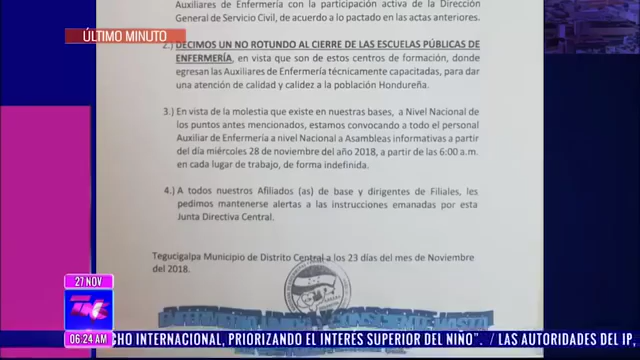 Auxiliares de Enfermería con la participación activa de la Dirección
General de Servicio Civil, de acuerdo a lo pactado en las actas anteriores.
ÚLTIMO MINUTO
2.) DECIMOS UN NO ROTUNDO AL CIERRE DE LAS ESCUELAS PÚBLICAS DE
ENFERMERÍA, en vista que son de estos centros de formación, donde
egresan las Auxiliares de Enfermería técnicamente capacitadas, para dar
una atención de calidad y calidez a la población Hondureña.
3.) En vista de la molestia que existe en nuestras bases, a Nivel Nacional de
los puntos antes mencionados, estamos convocando a todo el personal
Auxiliar de Enfermería a nivel Nacional a Asambleas informativas a partir
del día miércoles 28 de noviembre del año 2018, a partir de las 6:00 a.m.
en cada lugar de trabajo, de forma indefinida.
4.) A todos nuestros Afiliados (as) de base y dirigentes de Filiales, les
pedimos mantenerse alertas a las instrucciones emanadas por esta
Junta Directiva Central.
Tegucigalpa Municipio de Distrito Central a los 23 días del mes de Noviembre
del 2018.
27 NOV
06:24 AM
CHO INTERNACIONAL, PRIORIZANDO EL INTERÉS SUPERIOR DEL NIÑO". / LAS AUTORIDADES DEL IP,